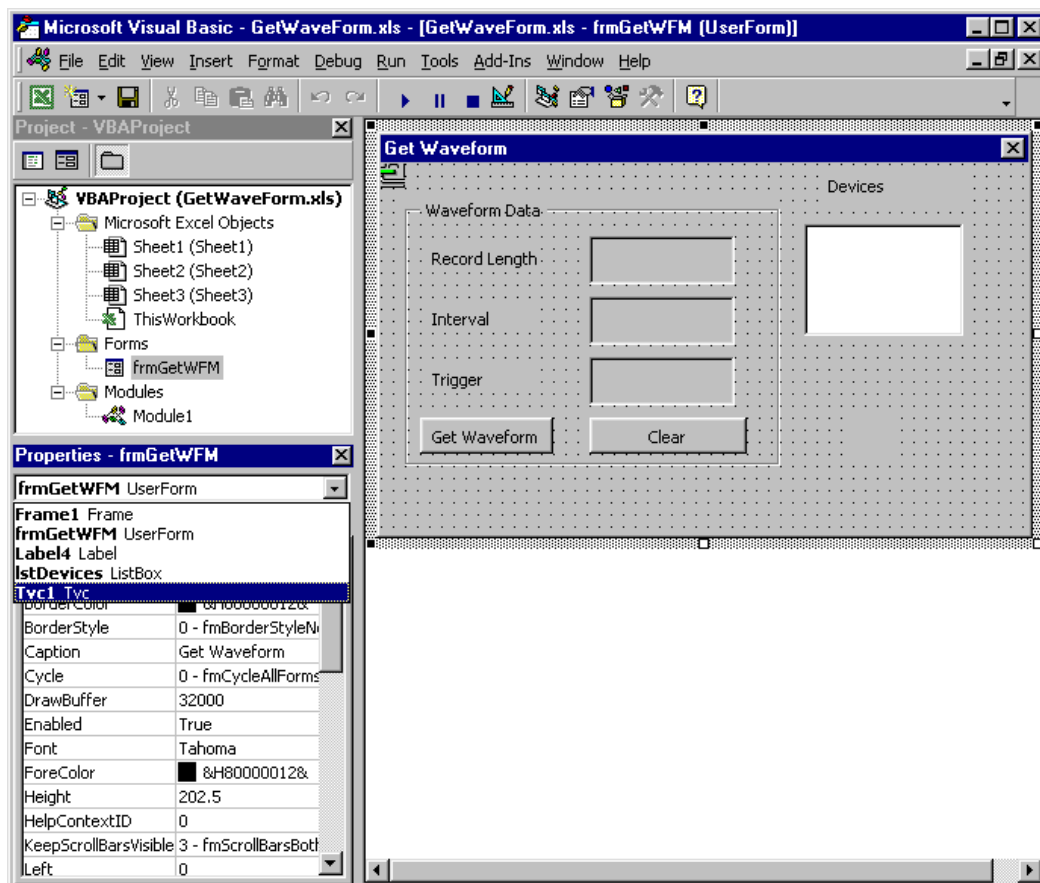 Microsoft Visual Basic - GetWaveForm.xls - [GetWaveForm.xls - frmGetWFM (UserForm)]
File Edit View Insert Format Debug Run Tools Add-Ins Window Help
Project - VBAProject
VBAProject (GetWaveForm.xls)
Microsoft Excel Objects
Sheet1 (Sheet1)
Sheet2 (Sheet2)
Sheet3 (Sheet3)
ThisWorkbook
Forms
frmGetWFM
Modules
Module1
Properties - frmGetWFM
frmGetWFM UserForm
Frame1 Frame
frmGetWFM UserForm
Label4 Label
lstDevices ListBox
Tvc1 Tvc
BorderColor &H80000012&
BorderStyle 0 - fmBorderStyleN
Caption Get Waveform
Cycle 0 - fmCycleAllForms
DrawBuffer 32000
Enabled True
Font Tahoma
ForeColor &H80000012&
Height 202.5
HelpContextID 0
KeepScrollBarsVisible 3 - fmScrollBarsBoth
Left 0
Get Waveform
Devices
Waveform Data
Record Length
Interval
Trigger
Get Waveform Clear